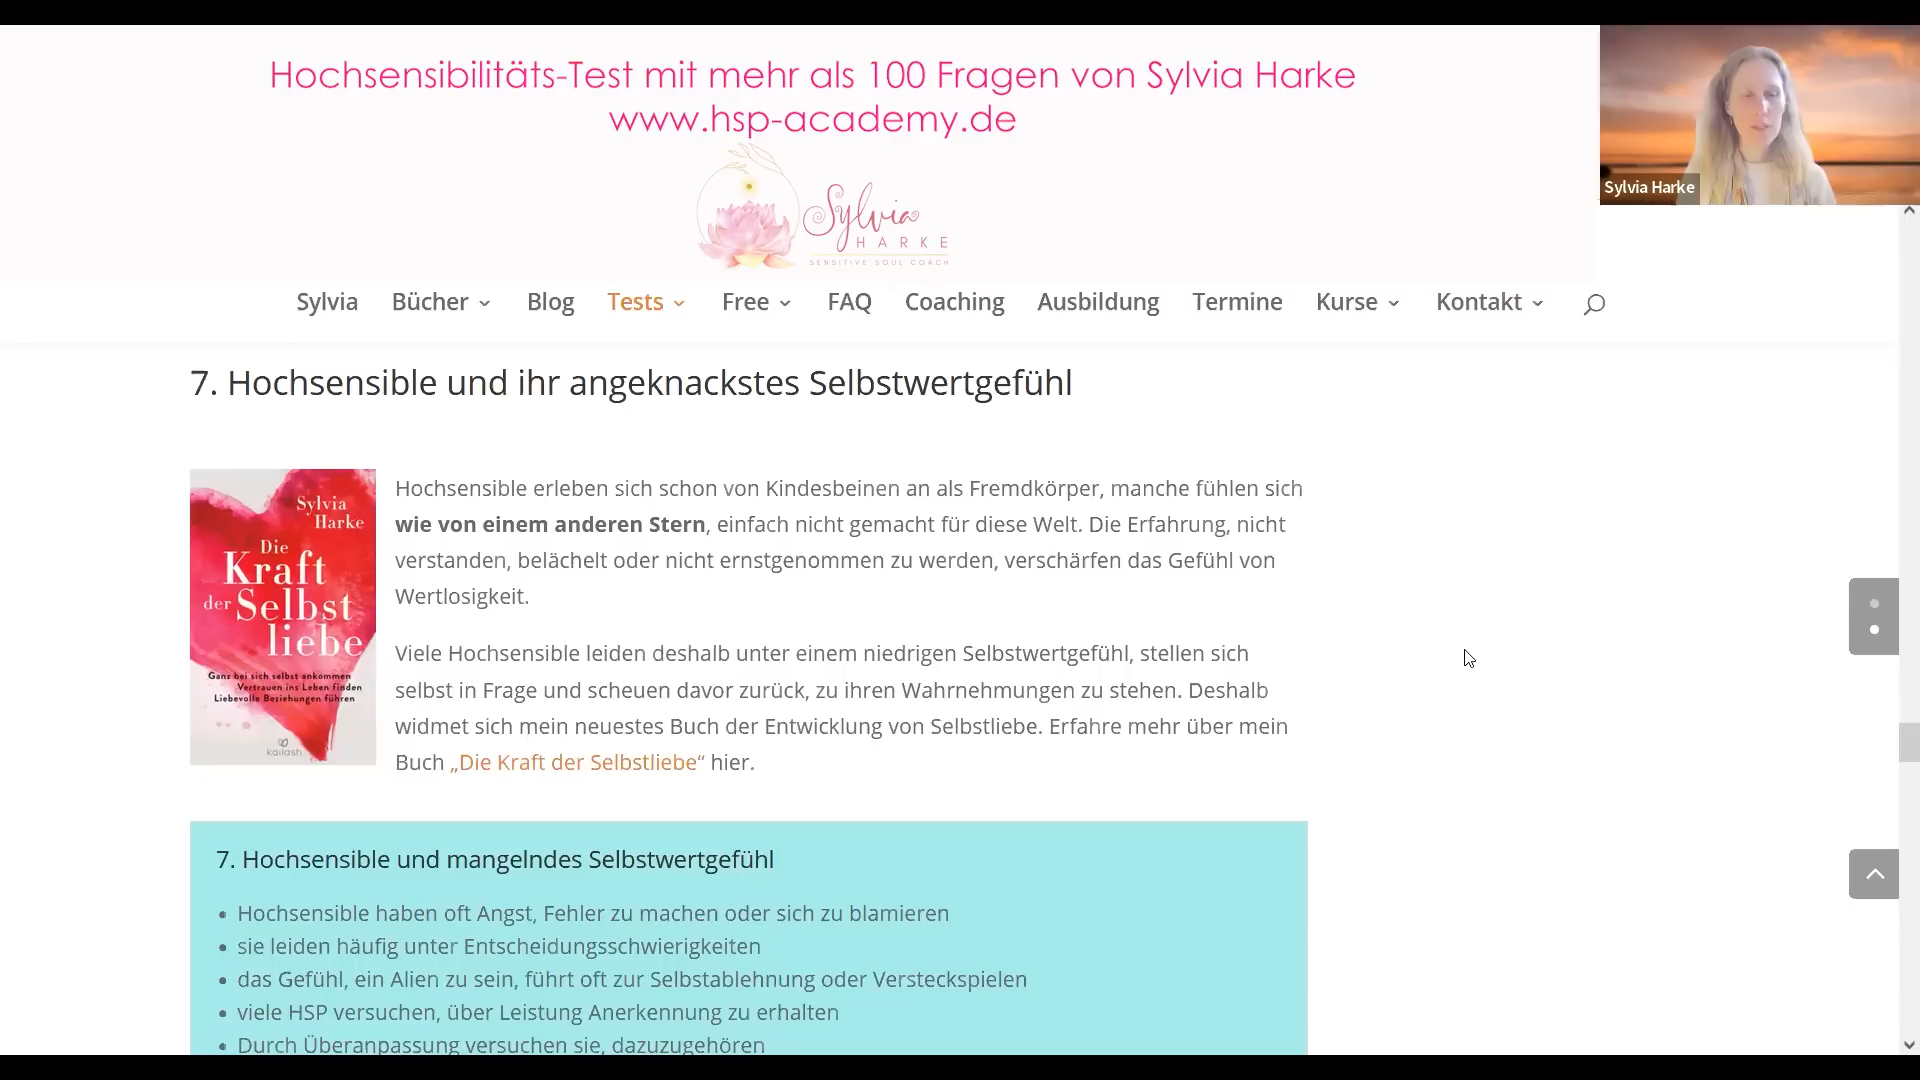 Hochsensibilitäts-Test mit mehr als 100 Fragen von Sylvia Harke
www.hsp-academy.de
Sylvia
HARKE
SENSITIVE SOUL COACH
Sylvia Harke
Sylvia Bücher Blog Tests Free FAQ Coaching Ausbildung Termine Kurse Kontakt
7. Hochsensible und ihr angeknackstes Selbstwertgefühl
Sylvia
Harke
Die
Kraft
der Selbst
liebe
Ganz bei sich selbst ankommen
Vertrauen ins Leben finden
Liebevolle Beziehungen führen
kailash
Hochsensible erleben sich schon von Kindesbeinen an als Fremdkörper, manche fühlen sich
wie von einem anderen Stern, einfach nicht gemacht für diese Welt. Die Erfahrung, nicht
verstanden, belächelt oder nicht ernstgenommen zu werden, verschärfen das Gefühl von
Wertlosigkeit.
Viele Hochsensible leiden deshalb unter einem niedrigen Selbstwertgefühl, stellen sich
selbst in Frage und scheuen davor zurück, zu ihren Wahrnehmungen zu stehen. Deshalb
widmet sich mein neuestes Buch der Entwicklung von Selbstliebe. Erfahre mehr über mein
Buch „Die Kraft der Selbstliebe“ hier.
7. Hochsensible und mangelndes Selbstwertgefühl
• Hochsensible haben oft Angst, Fehler zu machen oder sich zu blamieren
• sie leiden häufig unter Entscheidungsschwierigkeiten
• das Gefühl, ein Alien zu sein, führt oft zur Selbstablehnung oder Versteckspielen
• viele HSP versuchen, über Leistung Anerkennung zu erhalten
• Durch Überanpassung versuchen sie, dazuzugehören